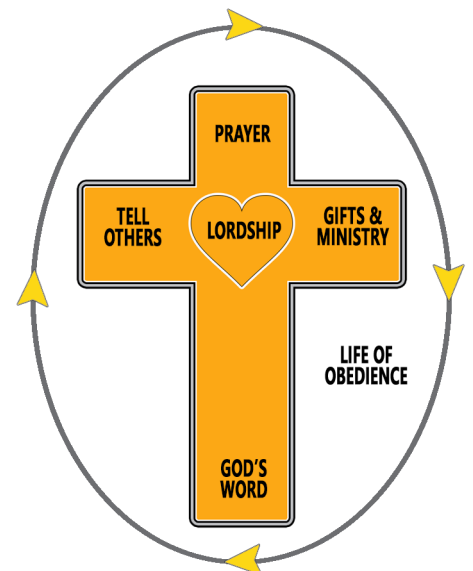 PRAYER
TELL
OTHERS
LORDSHIP
GIFTS &
MINISTRY
LIFE OF
OBEDIENCE
GOD'S
WORD